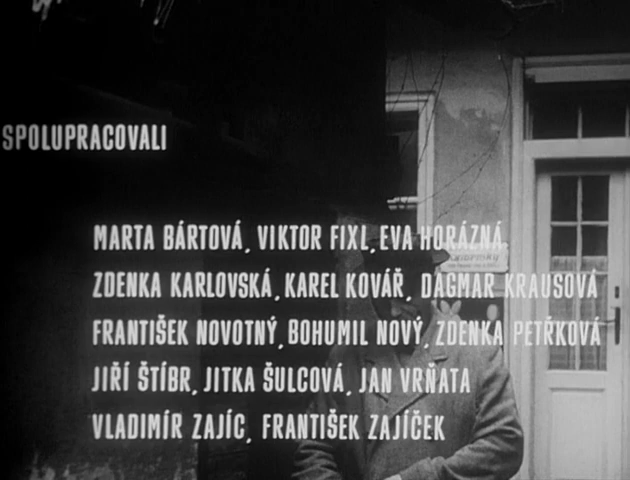 SPOLUPRACOVALI
MARTA BÁRTOVÁ, VIKTOR FIXL, EVA HORÁZNÁ,
ZDENKA KARLOVSKÁ, KAREL KOVÁŘ, DAGMAR KRAUSOVÁ
FRANTIŠEK NOVOTNÝ, BOHUMIL NOVÝ, ZDENKA PETŘKOVÁ
JIŘÍ ŠTÍBR, JITKA ŠULCOVÁ, JAN VRŇATA
VLADIMÍR ZAJÍC, FRANTIŠEK ZAJÍČEK